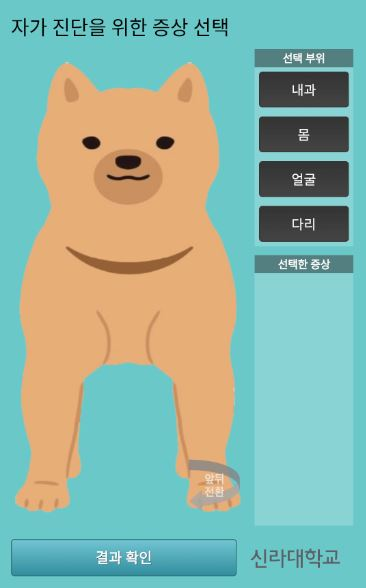 자가 진단을 위한 증상 선택
선택 부위
내과
몸
얼굴
다리
선택한 증상
앞뒤
전환
결과 확인
신라대학교